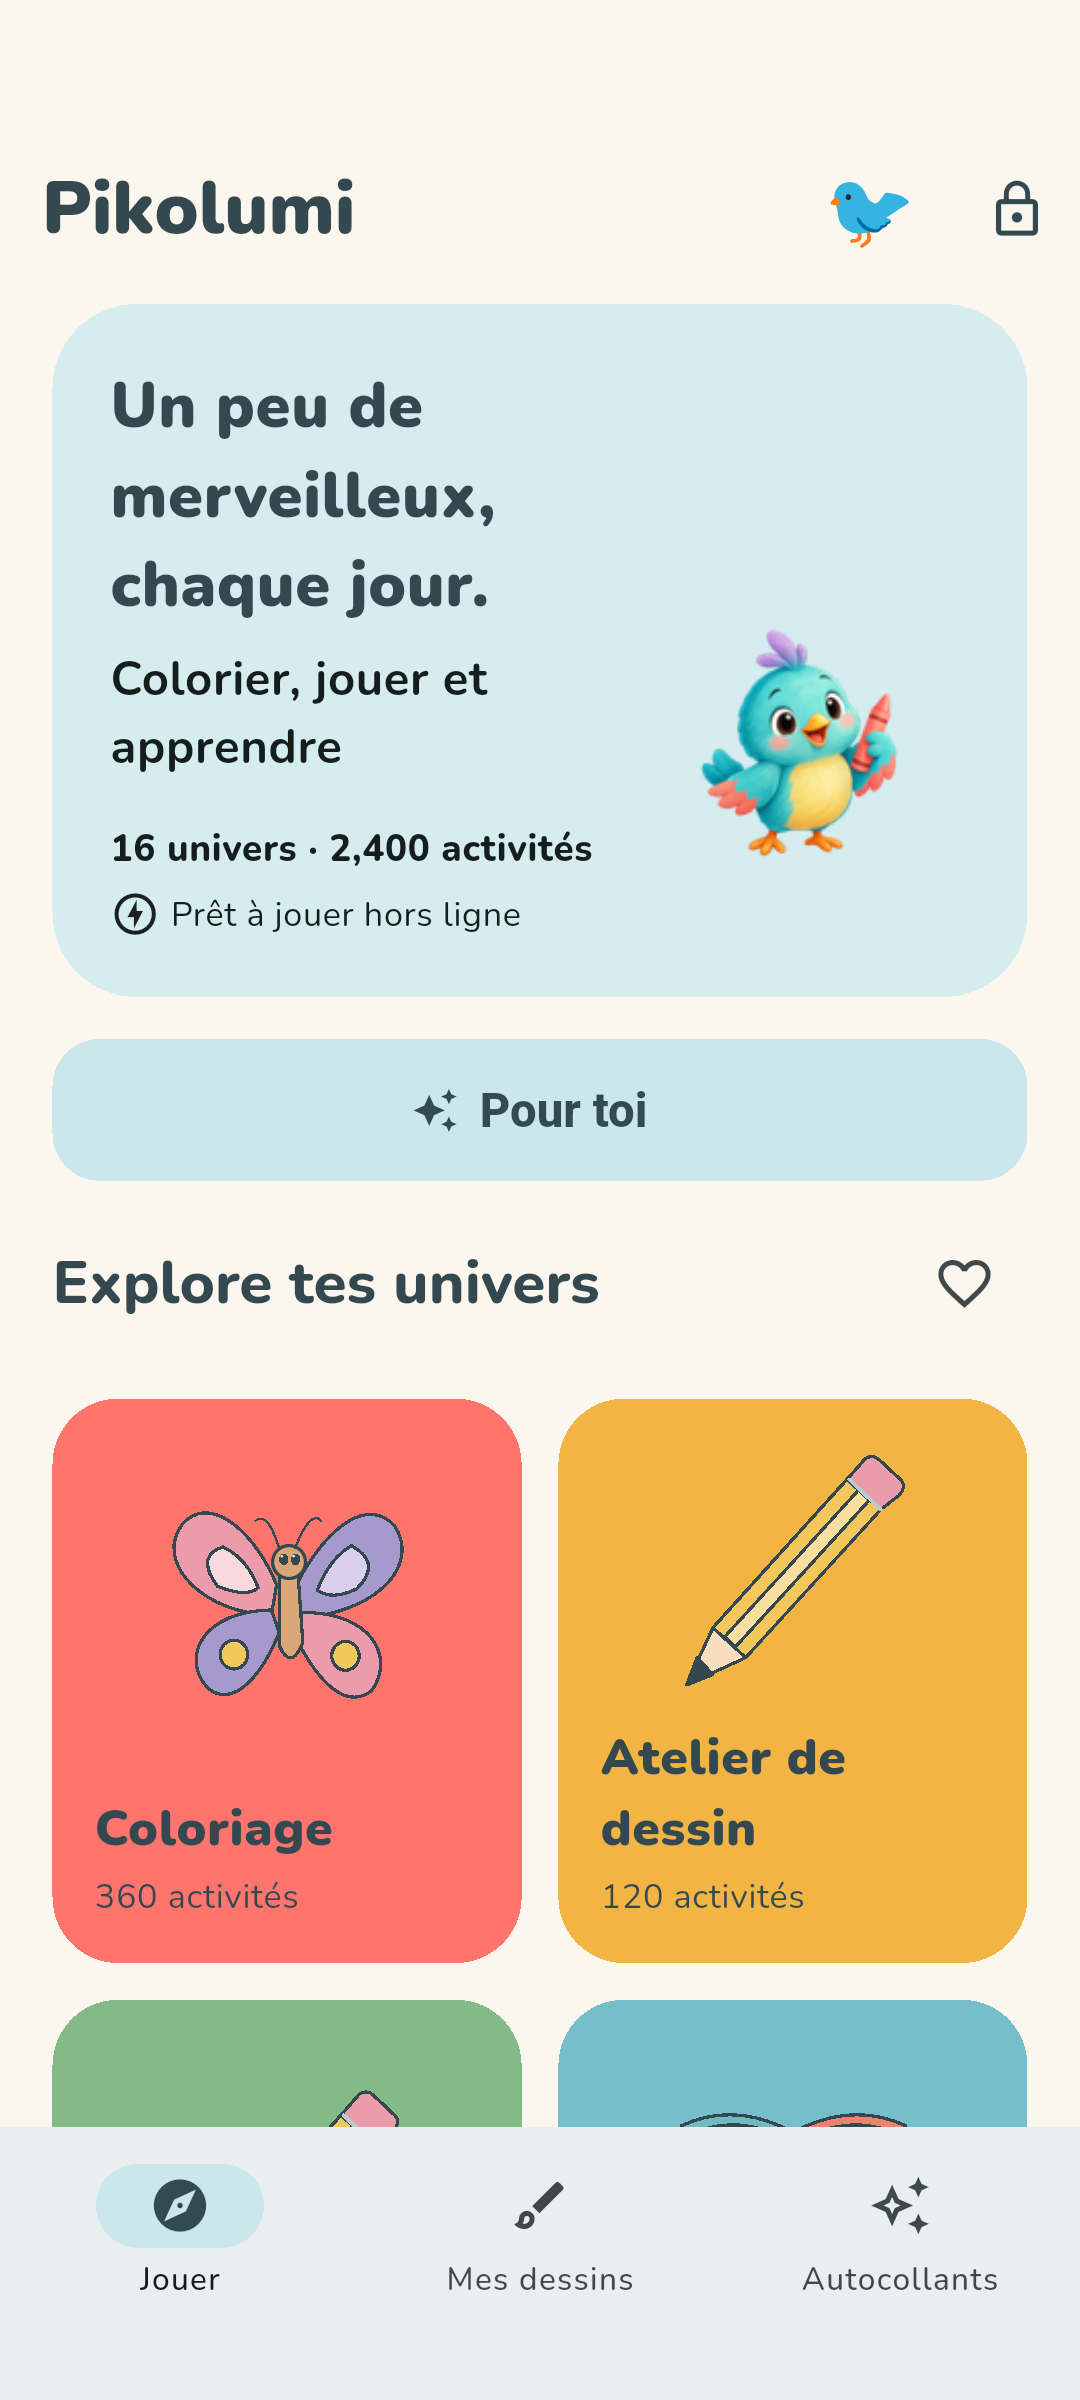 Pikolumi
Un peu de
merveilleux,
chaque jour.
Colorier, jouer et
apprendre
16 univers · 2,400 activités
Prêt à jouer hors ligne
Pour toi
Explore tes univers
Coloriage
360 activités
Atelier de
dessin
120 activités
Jouer
Mes dessins
Autocollants